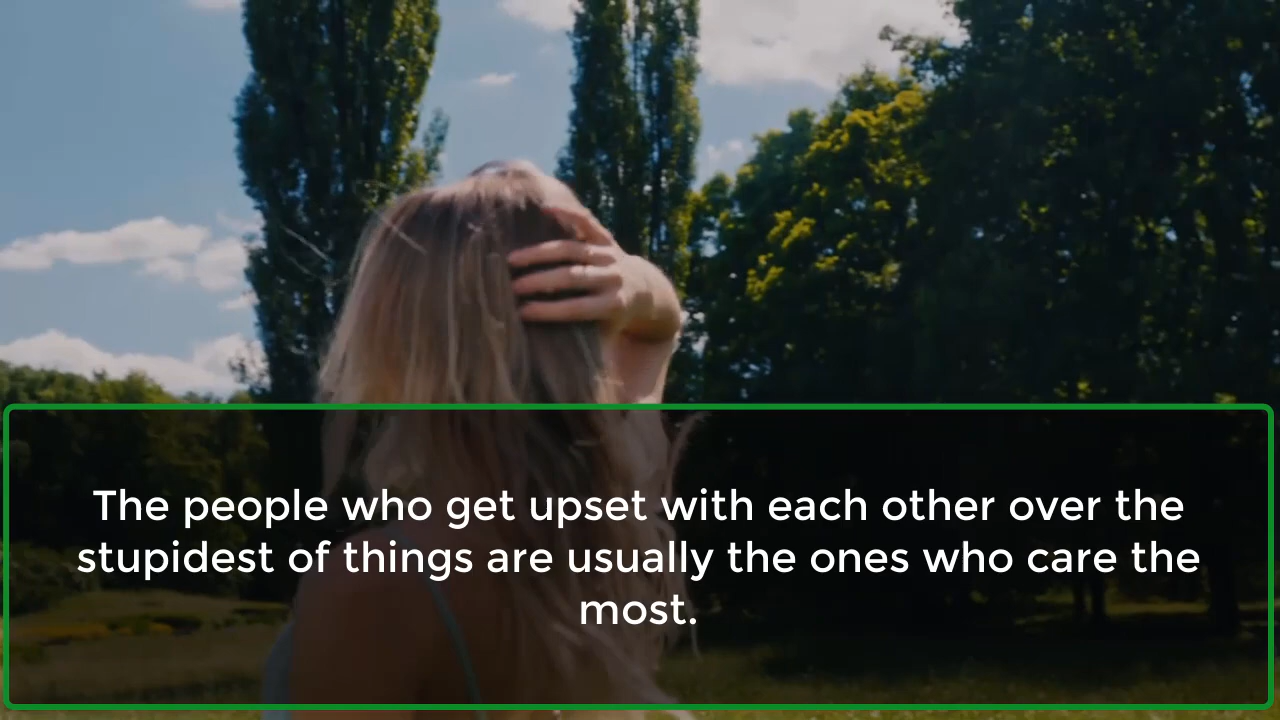 The people who get upset with each other over the
stupidest of things are usually the ones who care the
most.